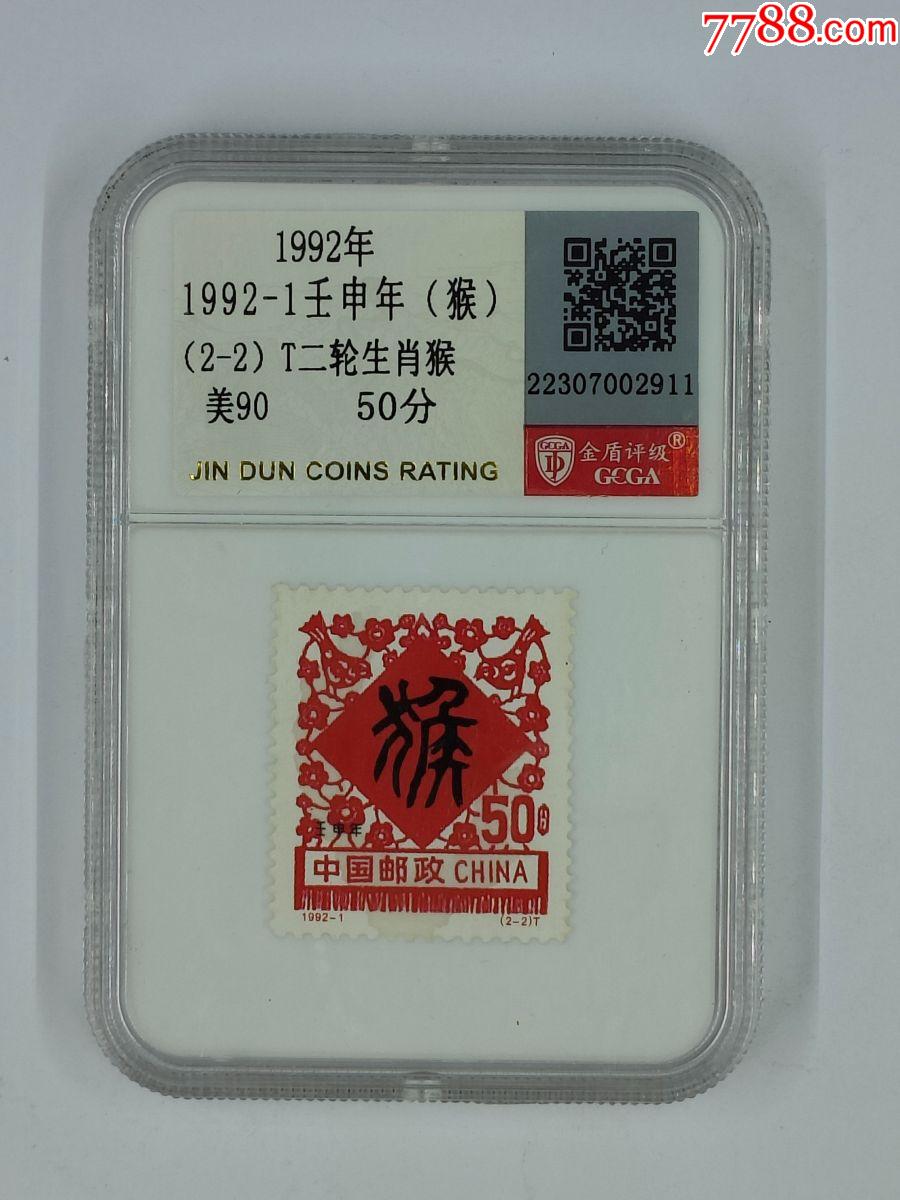 7788.com
1992年
1992-1壬申年（猴）
（2-2）T二轮生肖猴
美90 50分
JIN DUN COINS RATING
22307002911
GCGA
金盾评级®
GCGA
猴
50分
壬申年
中国邮政 CHINA
1992-1 (2-2)T